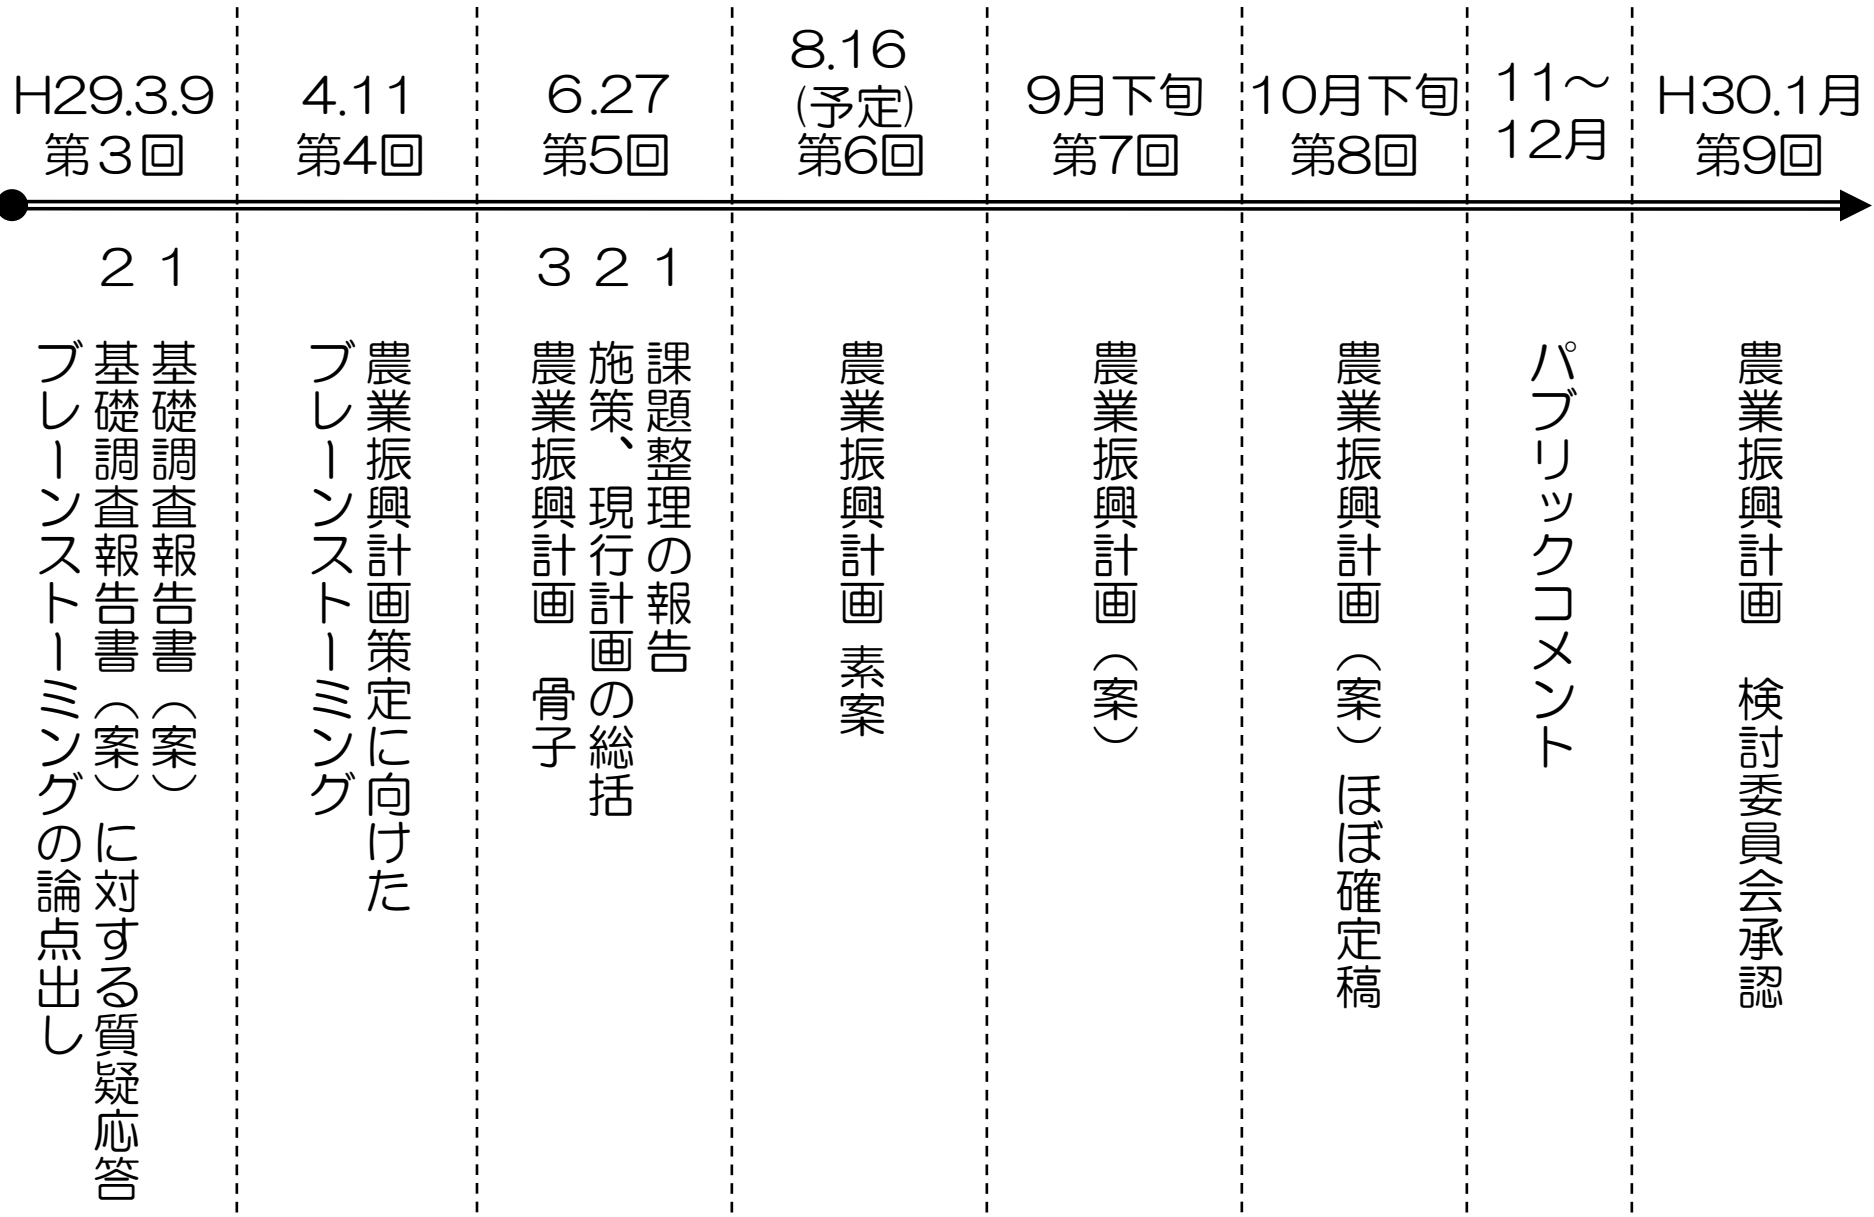 H29.3.9
第3回
4.11
第4回
6.27
第5回
8.16
(予定)
第6回
9月下旬
第7回
10月下旬
第8回
11～
12月
H30.1月
第9回
1 基礎調査報告書（案）
2 基礎調査報告書（案）に対する質疑応答
ブレーンストーミングの論点出し
農業振興計画策定に向けた
ブレーンストーミング
1 課題整理の報告
2 施策、現行計画の総括
3 農業振興計画 骨子
農業振興計画 素案
農業振興計画（案）
農業振興計画（案）ほぼ確定稿
パブリックコメント
農業振興計画 検討委員会承認